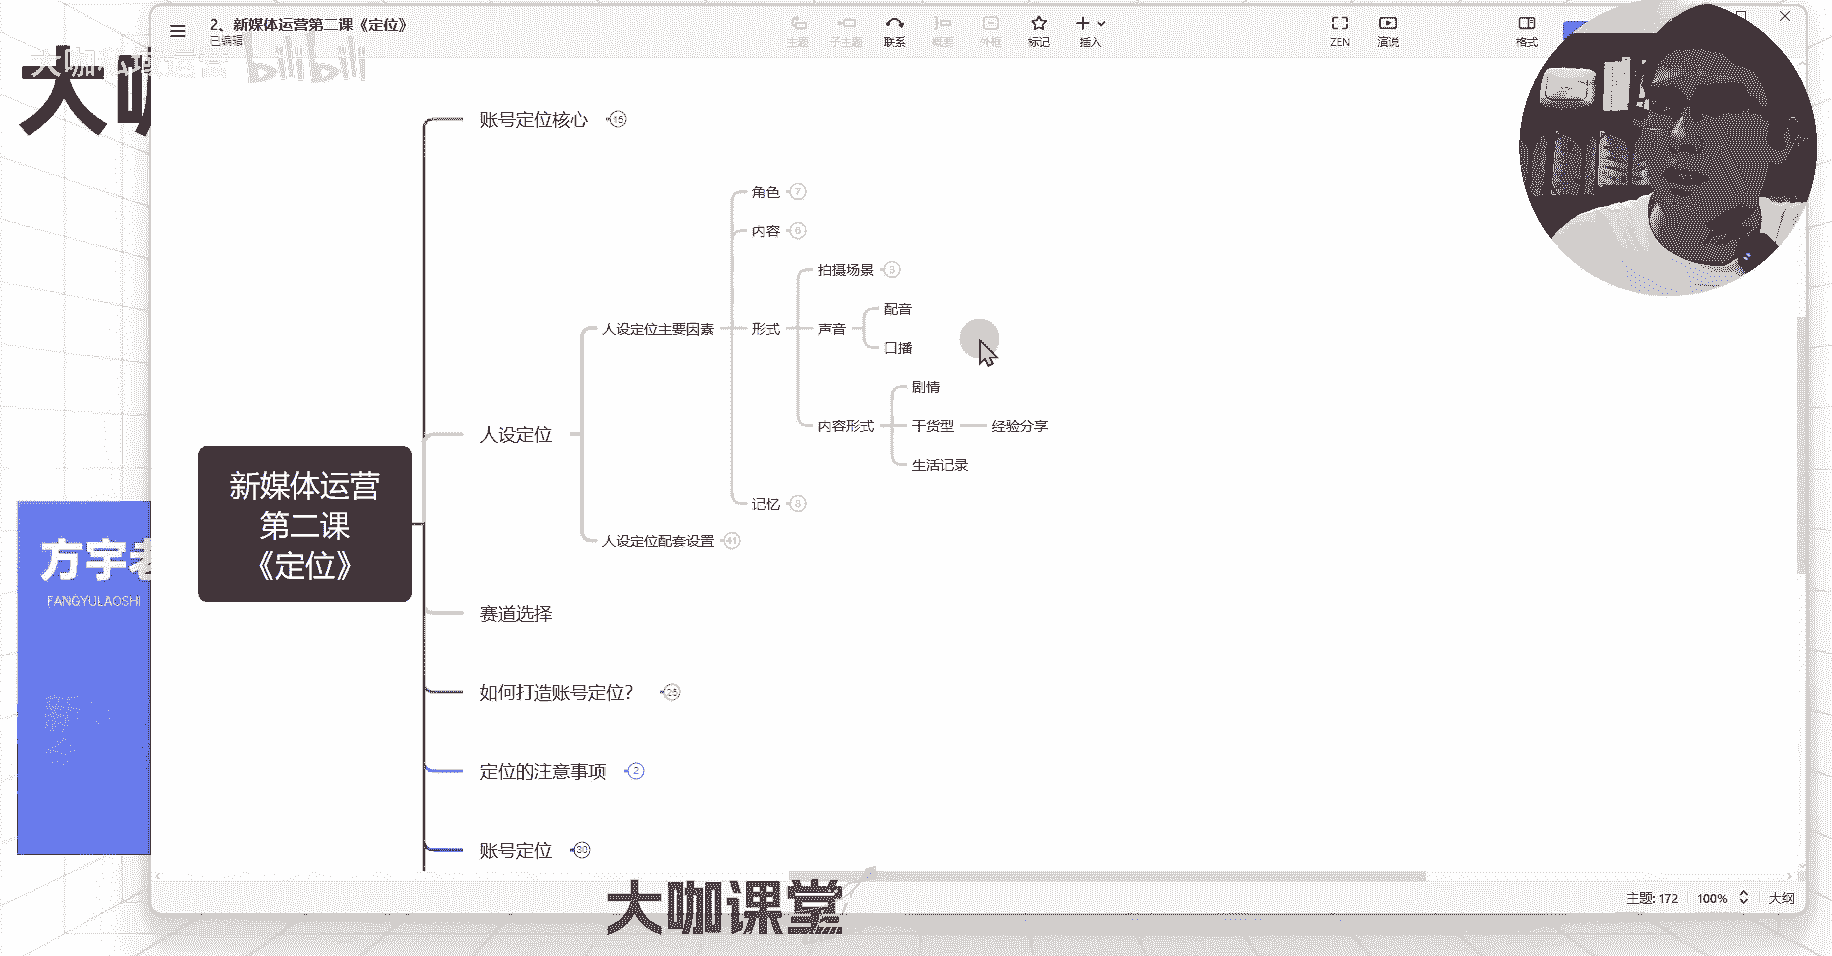 2、新媒体运营第二课《定位》
已编辑
主题
子主题
联系
概要
外框
标记
插入
ZEN
演说
格式
大咖私域运营
bilibili
大咖
账号定位核心 15
角色 7
内容 6
拍摄场景
配音
人设定位主要因素
形式
声音
口播
剧情
人设定位
内容形式
干货型
经验分享
生活记录
记忆
人设定位配套设置 41
新媒体运营
第二课
《定位》
赛道选择
如何打造账号定位?
定位的注意事项 2
账号定位 30
方宇老
FANGYULAOSHI
大咖课堂
主题: 172
100%
大纲